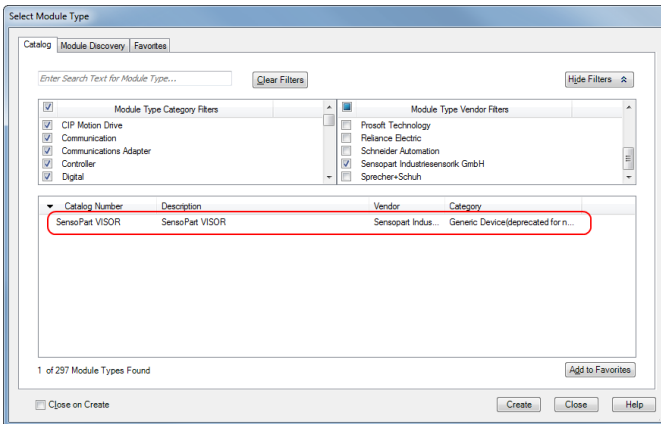 Select Module Type
Catalog Module Discovery Favorites
Enter Search Text for Module Type... Clear Filters Hide Filters
Module Type Category Filters Module Type Vendor Filters
CIP Motion Drive Prosoft Technology
Communication Reliance Electric
Communications Adapter Schneider Automation
Controller Sensopart Industriesensorik GmbH
Digital Sprecher+Schuh
Catalog Number Description Vendor Category
SensoPart VISOR SensoPart VISOR Sensopart Indus... Generic Device(deprecated for n...
1 of 297 Module Types Found Add to Favorites
Close on Create Create Close Help